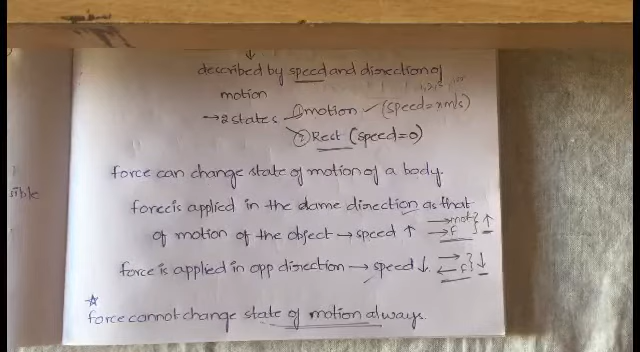 described by speed and direction of
motion
→ 2 states ① motion ✓ (speed = x m/s)
② Rest (speed=0)
force can change state of motion of a body.
force is applied in the dame direction as that
of motion of the object → speed ↑ → mot → F } ↑
force is applied in opp direction → speed ↓. → ← F } ↓
☆
force cannot change state of motion always.